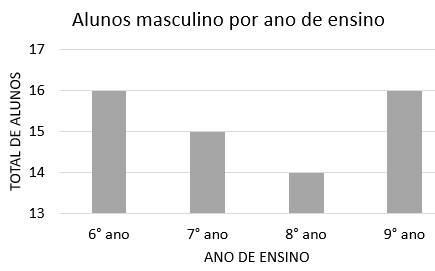 Alunos masculino por ano de ensino
17
16
15
14
13
TOTAL DE ALUNOS
6° ano
7° ano
8° ano
9° ano
ANO DE ENSINO